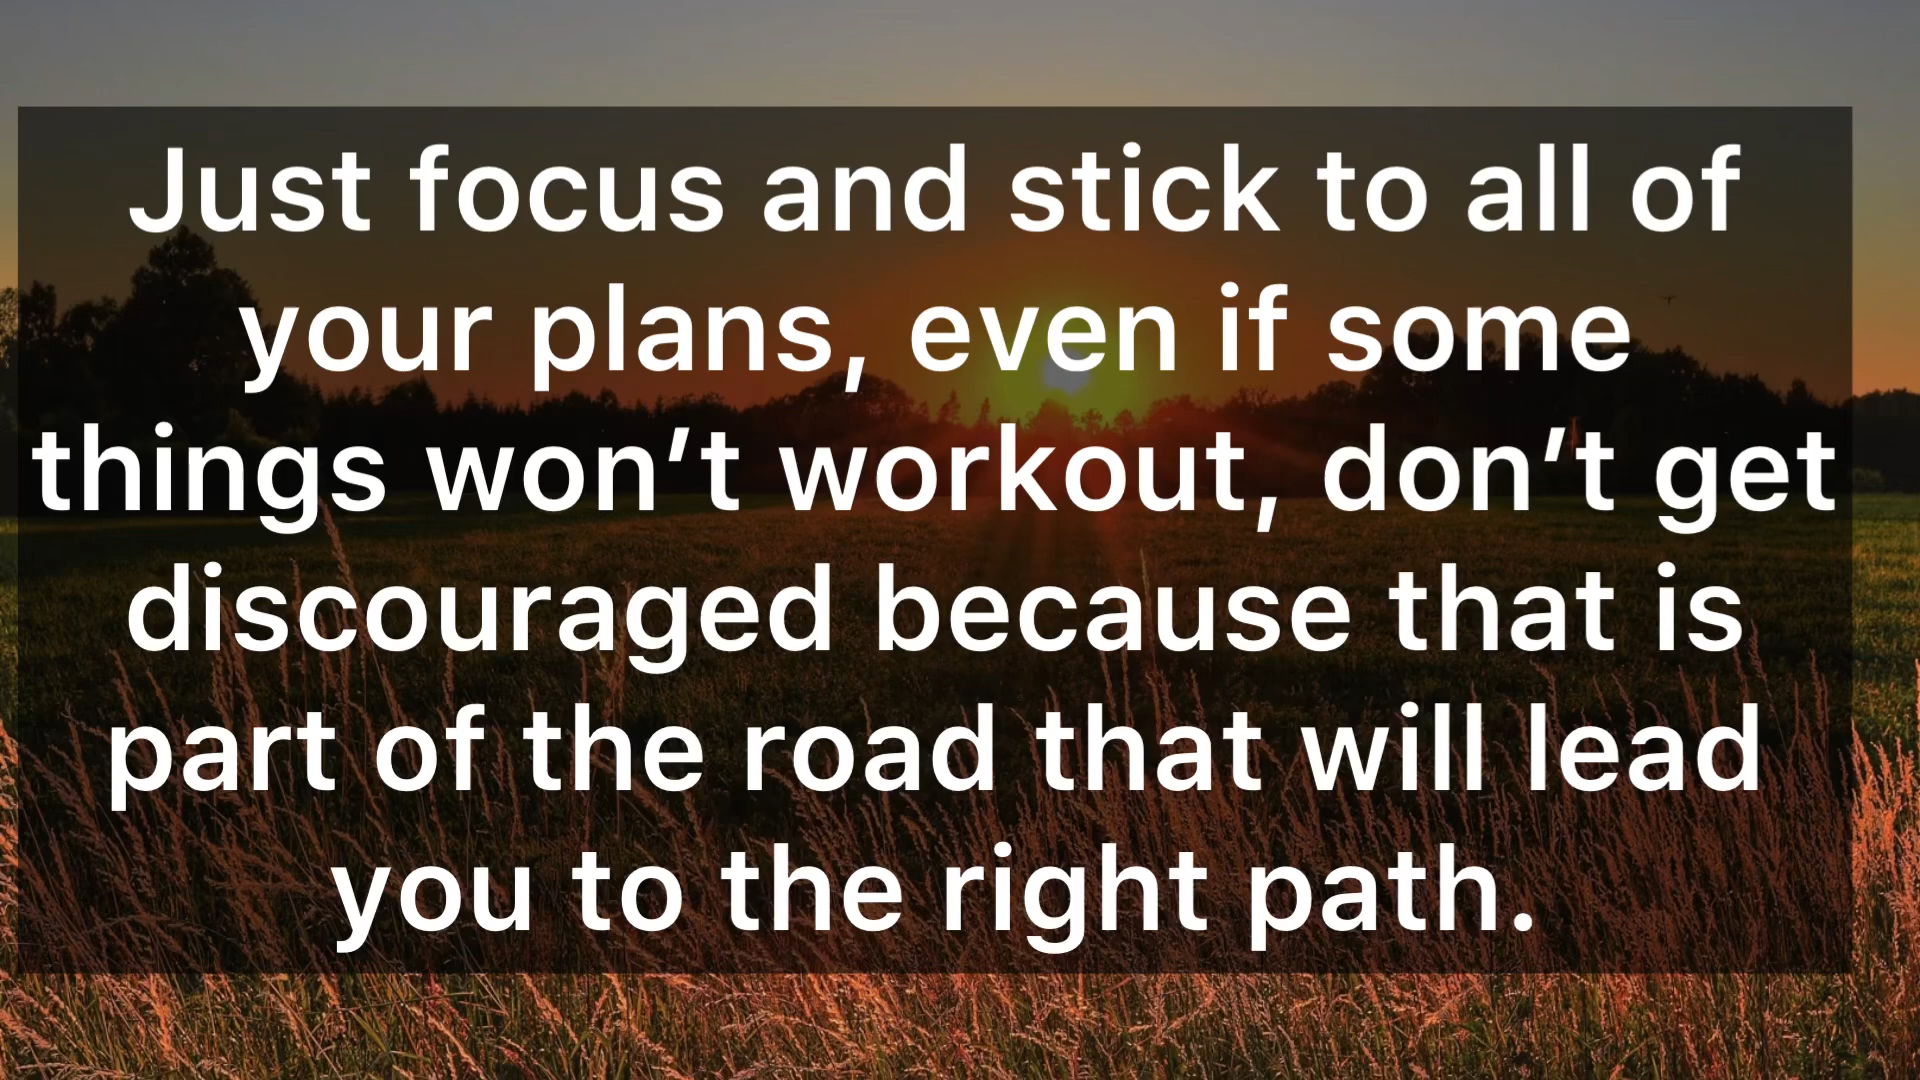 Just focus and stick to all of
your plans, even if some
things won’t workout, don’t get
discouraged because that is
part of the road that will lead
you to the right path.